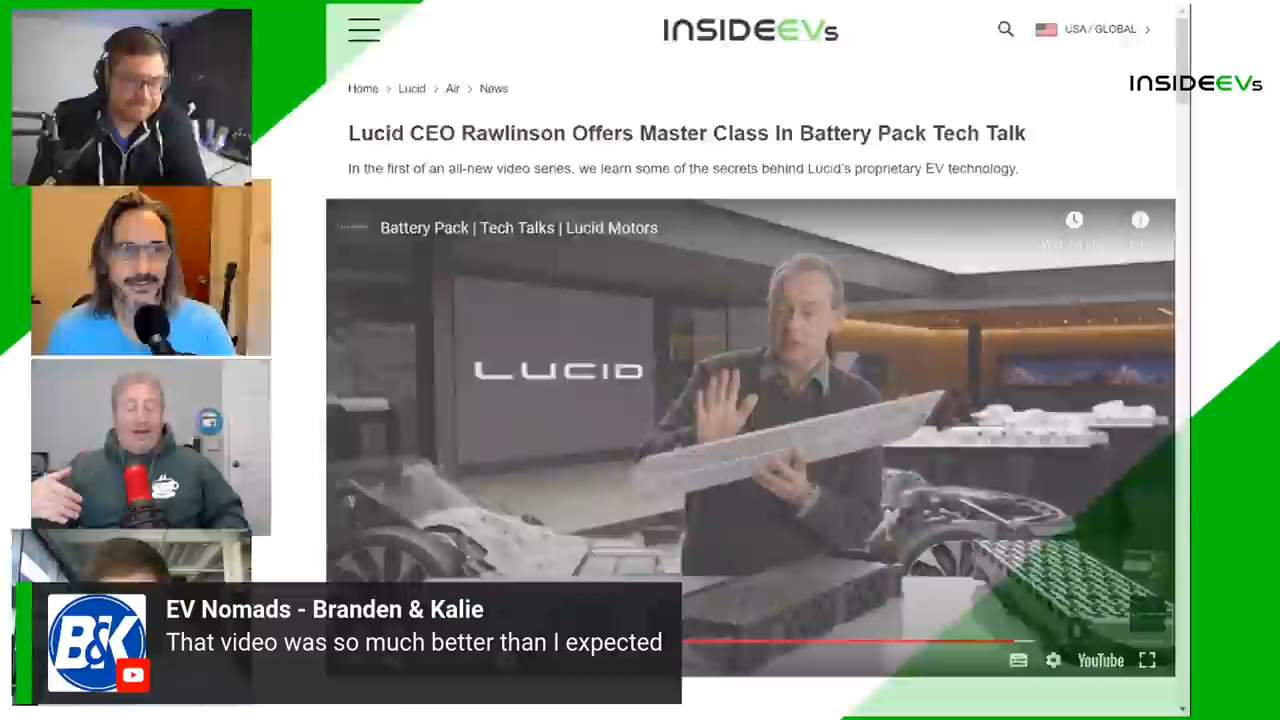 INSIDEEVs
USA / GLOBAL
INSIDEEVs
Home > Lucid > Air > News
Lucid CEO Rawlinson Offers Master Class In Battery Pack Tech Talk
In the first of an all-new video series, we learn some of the secrets behind Lucid's proprietary EV technology.
Battery Pack | Tech Talks | Lucid Motors
LUCID
B&K
EV Nomads - Branden & Kalie
That video was so much better than I expected
YouTube